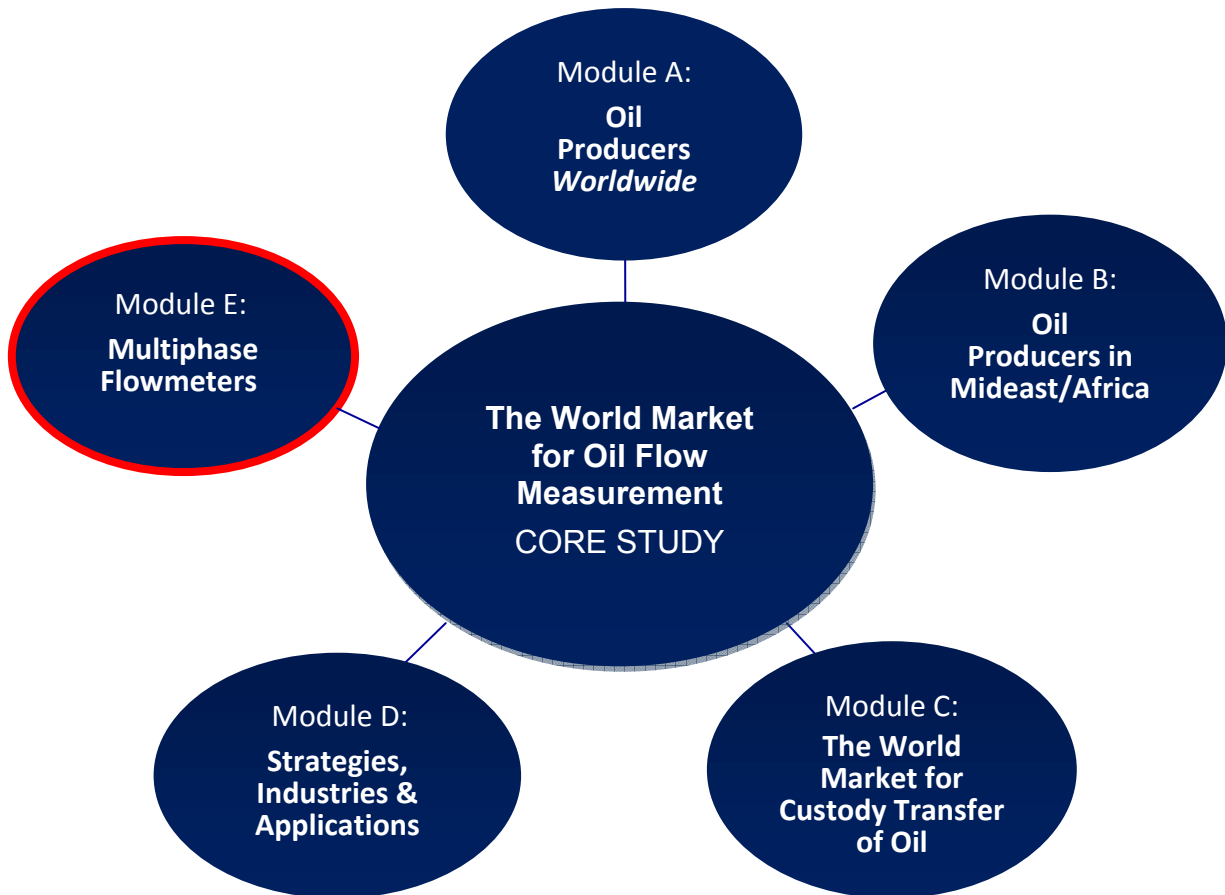 Module A:
Oil
Producers
Worldwide
Module B:
Oil
Producers in
Mideast/Africa
Module E:
Multiphase
Flowmeters
The World Market
for Oil Flow
Measurement
CORE STUDY
Module D:
Strategies,
Industries &
Applications
Module C:
The World
Market for
Custody Transfer
of Oil